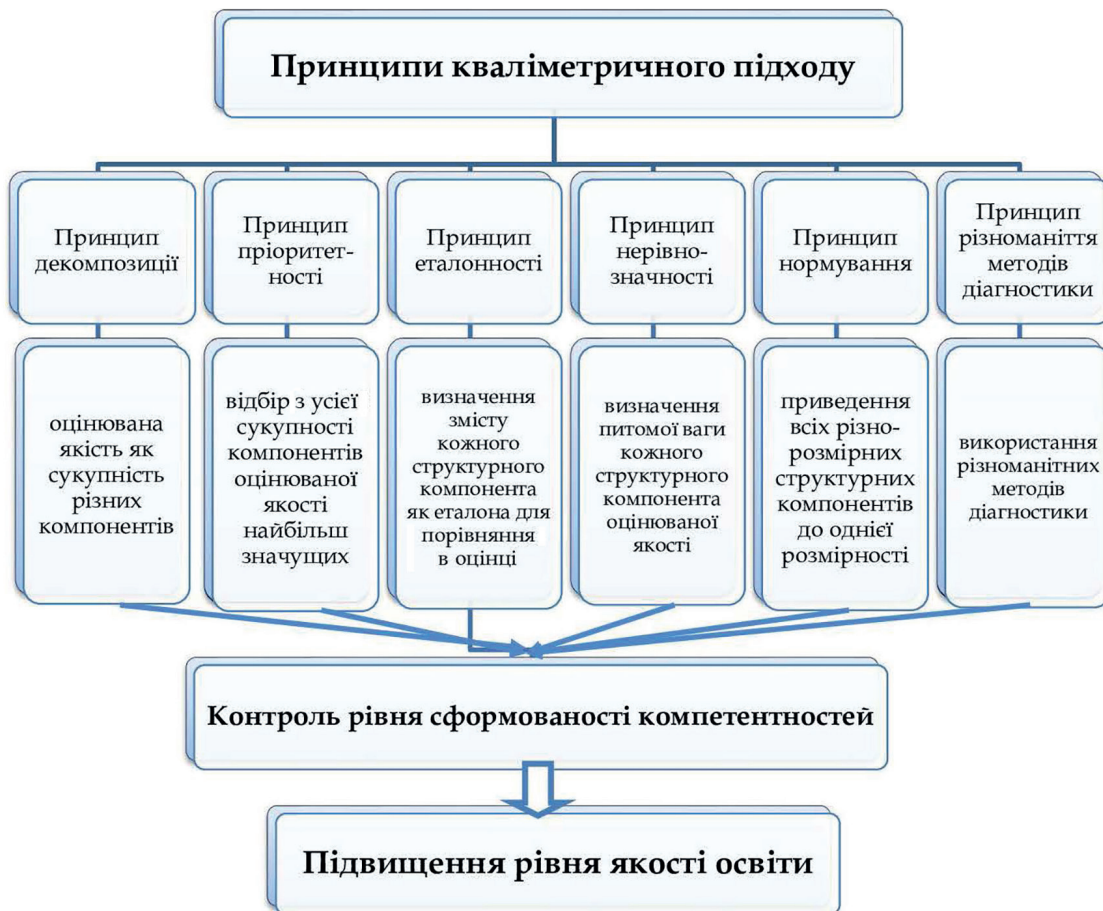 Принципи кваліметричного підходу
Принцип
декомпозиції
Принцип
пріоритет-
ності
Принцип
еталонності
Принцип
нерівно-
значності
Принцип
нормування
Принцип
різноманіття
методів
діагностики
оцінювана
якість як
сукупність
різних
компонентів
відбір з усієї
сукупності
компонентів
оцінюваної
якості
найбільш
значущих
визначення
змісту
кожного
структурного
компонента
як еталона для
порівняння
в оцінці
визначення
питомої ваги
кожного
структурного
компонента
оцінюваної
якості
приведення
всіх різно-
розмірних
структурних
компонентів
до однієї
розмірності
використання
різноманітних
методів
діагностики
Контроль рівня сформованості компетентностей
Підвищення рівня якості освіти